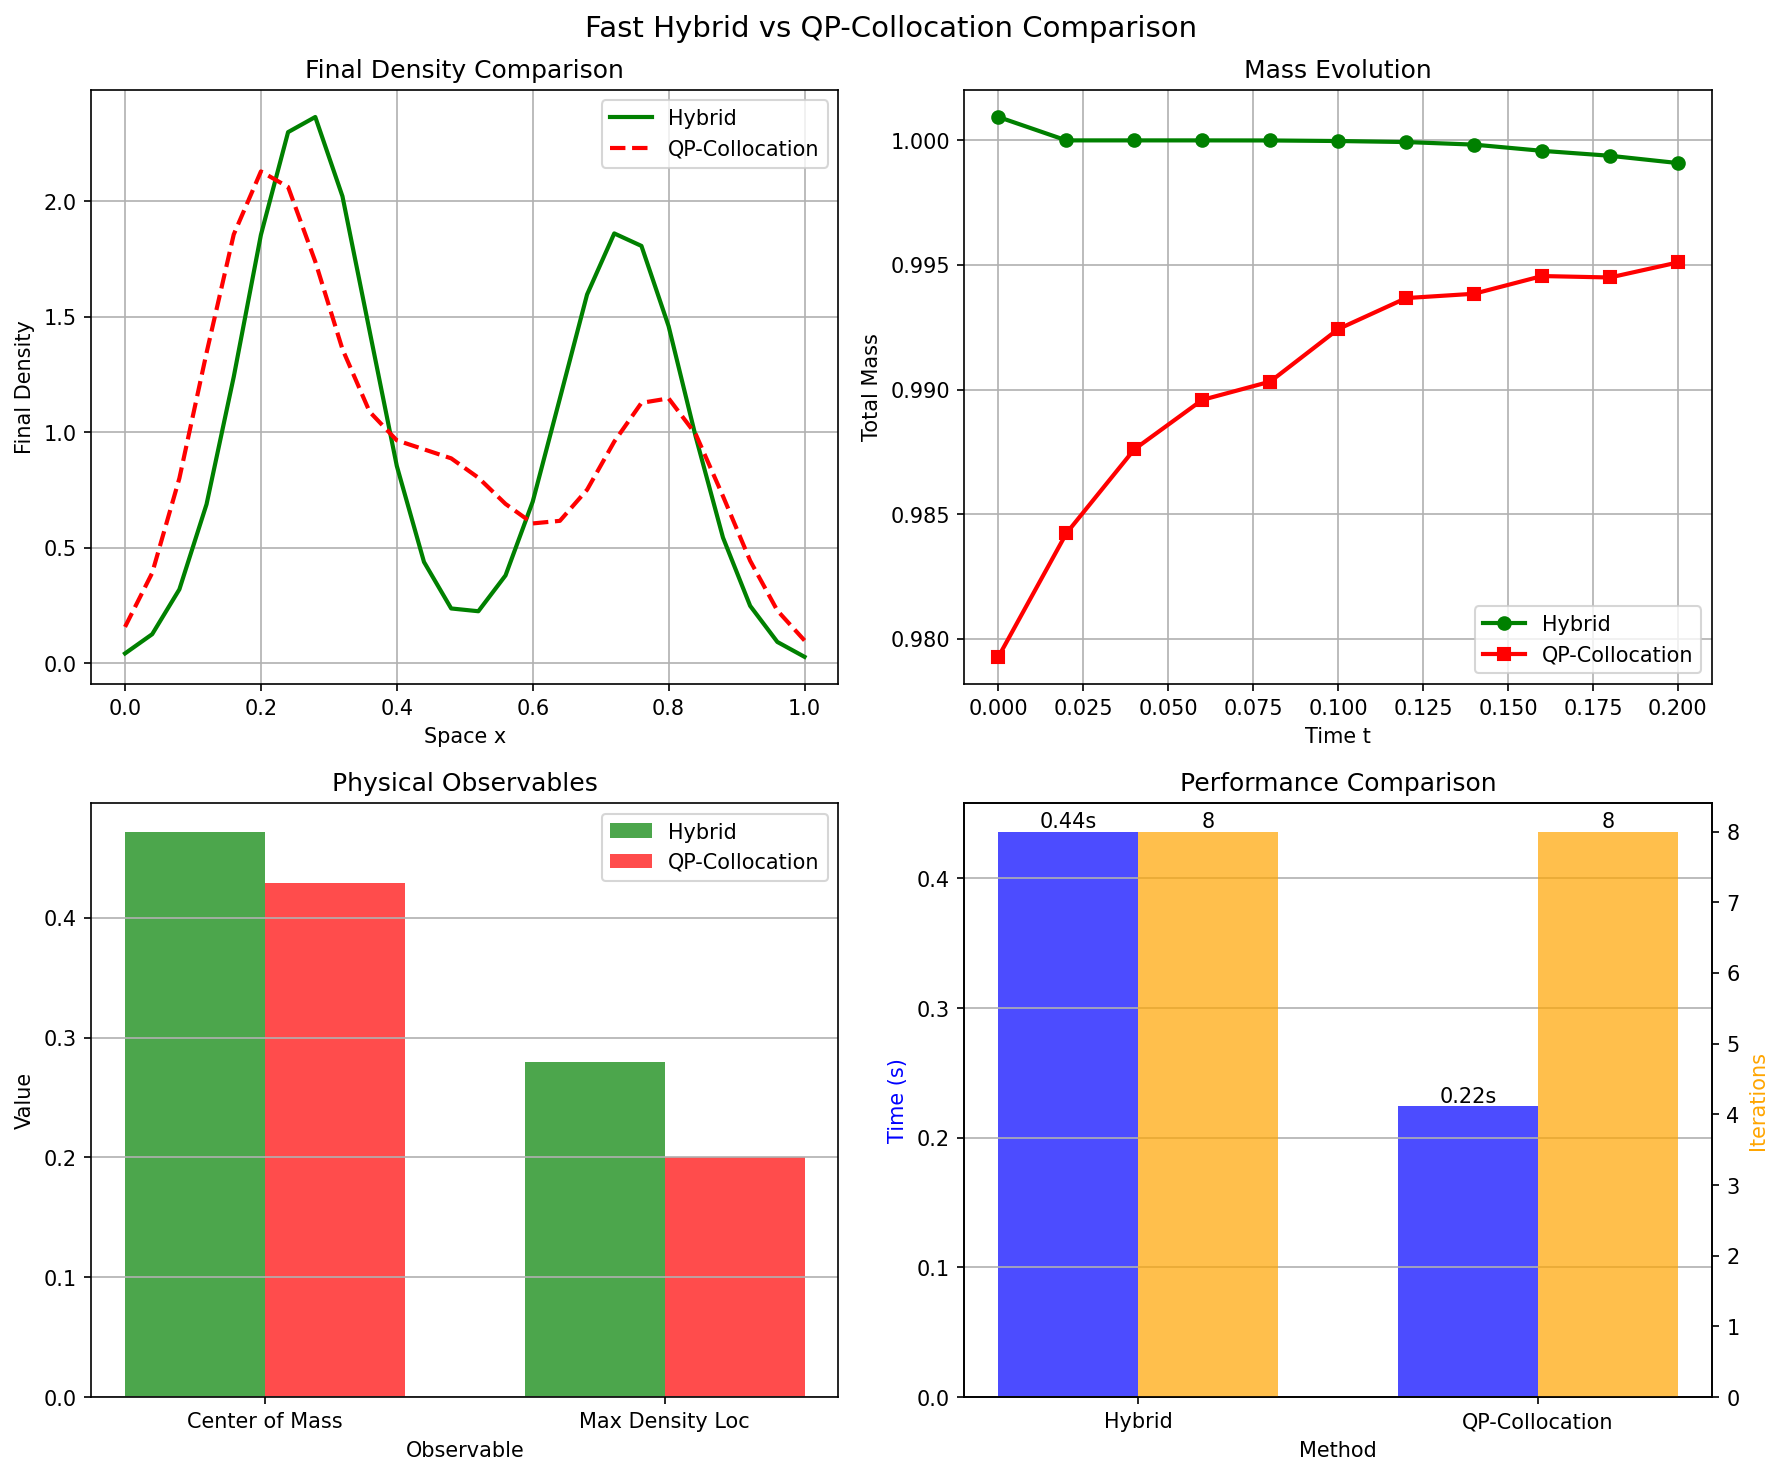 Fast Hybrid vs QP-Collocation Comparison
Final Density Comparison
Final Density
2.0
1.5
1.0
0.5
0.0
0.0 0.2 0.4 0.6 0.8 1.0
Space x
Hybrid
QP-Collocation
Mass Evolution
Total Mass
1.000
0.995
0.990
0.985
0.980
0.000 0.025 0.050 0.075 0.100 0.125 0.150 0.175 0.200
Time t
Hybrid
QP-Collocation
Physical Observables
Value
0.4
0.3
0.2
0.1
0.0
Center of Mass Max Density Loc
Observable
Hybrid
QP-Collocation
Performance Comparison
Time (s)
0.4
0.3
0.2
0.1
0.0
0.44s 8 8
0.22s
Hybrid QP-Collocation
Method
8
7
6
5
4
3
2
1
0
Iterations